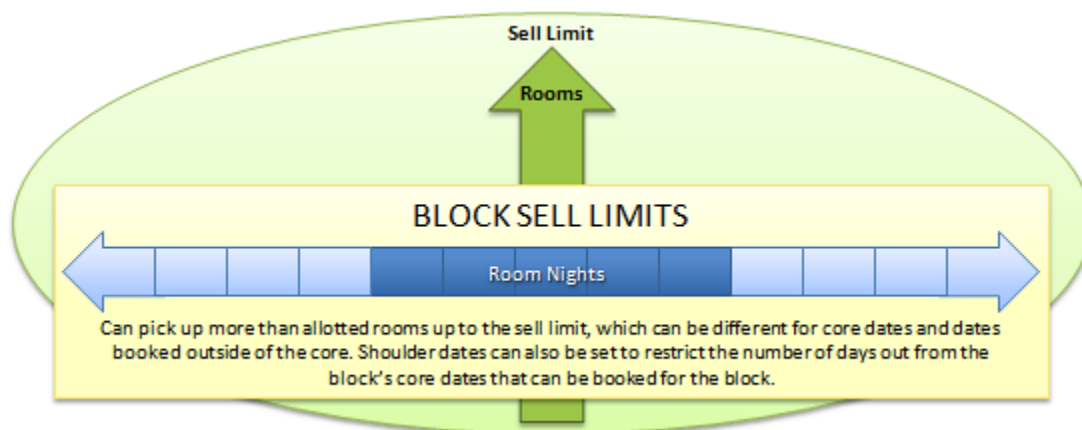 Sell Limit
Rooms
BLOCK SELL LIMITS
Room Nights
Can pick up more than allotted rooms up to the sell limit, which can be different for core dates and dates
booked outside of the core. Shoulder dates can also be set to restrict the number of days out from the
block's core dates that can be booked for the block.